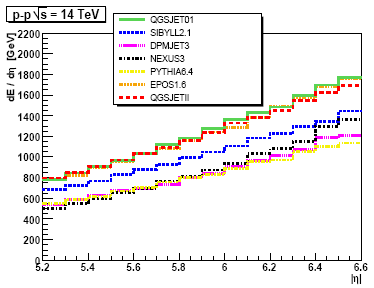 p-p √s = 14 TeV
QGSJET01
SIBYLL2.1
DPMJET3
NEXUS3
PYTHIA6.4
EPOS1.6
QGSJETII
dE / dη [GeV]
2200
2000
1800
1600
1400
1200
1000
800
600
400
200
0
5.2 5.4 5.6 5.8 6 6.2 6.4 6.6
|η|